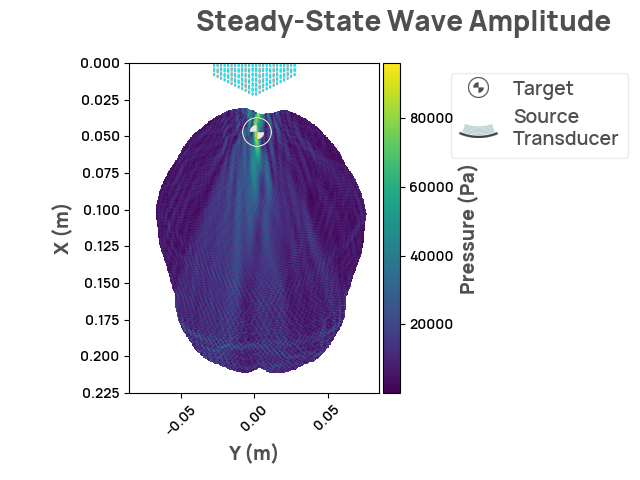 Steady-State Wave Amplitude
0.000
0.025
0.050
0.075
0.100
0.125
0.150
0.175
0.200
0.225
X (m)
-0.05
0.00
0.05
Y (m)
80000
60000
40000
20000
Pressure (Pa)
Target
Source
Transducer